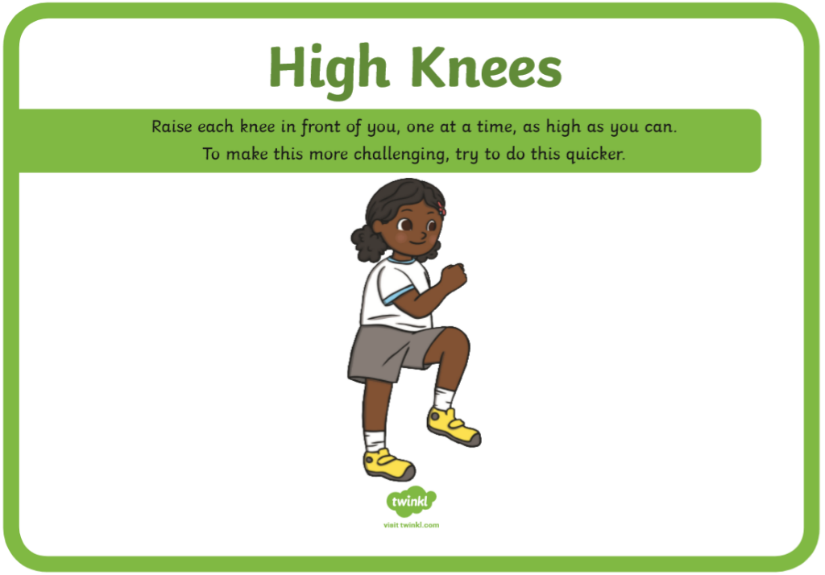 High Knees
Raise each knee in front of you, one at a time, as high as you can.
To make this more challenging, try to do this quicker.
twinkl
visit twinkl.com